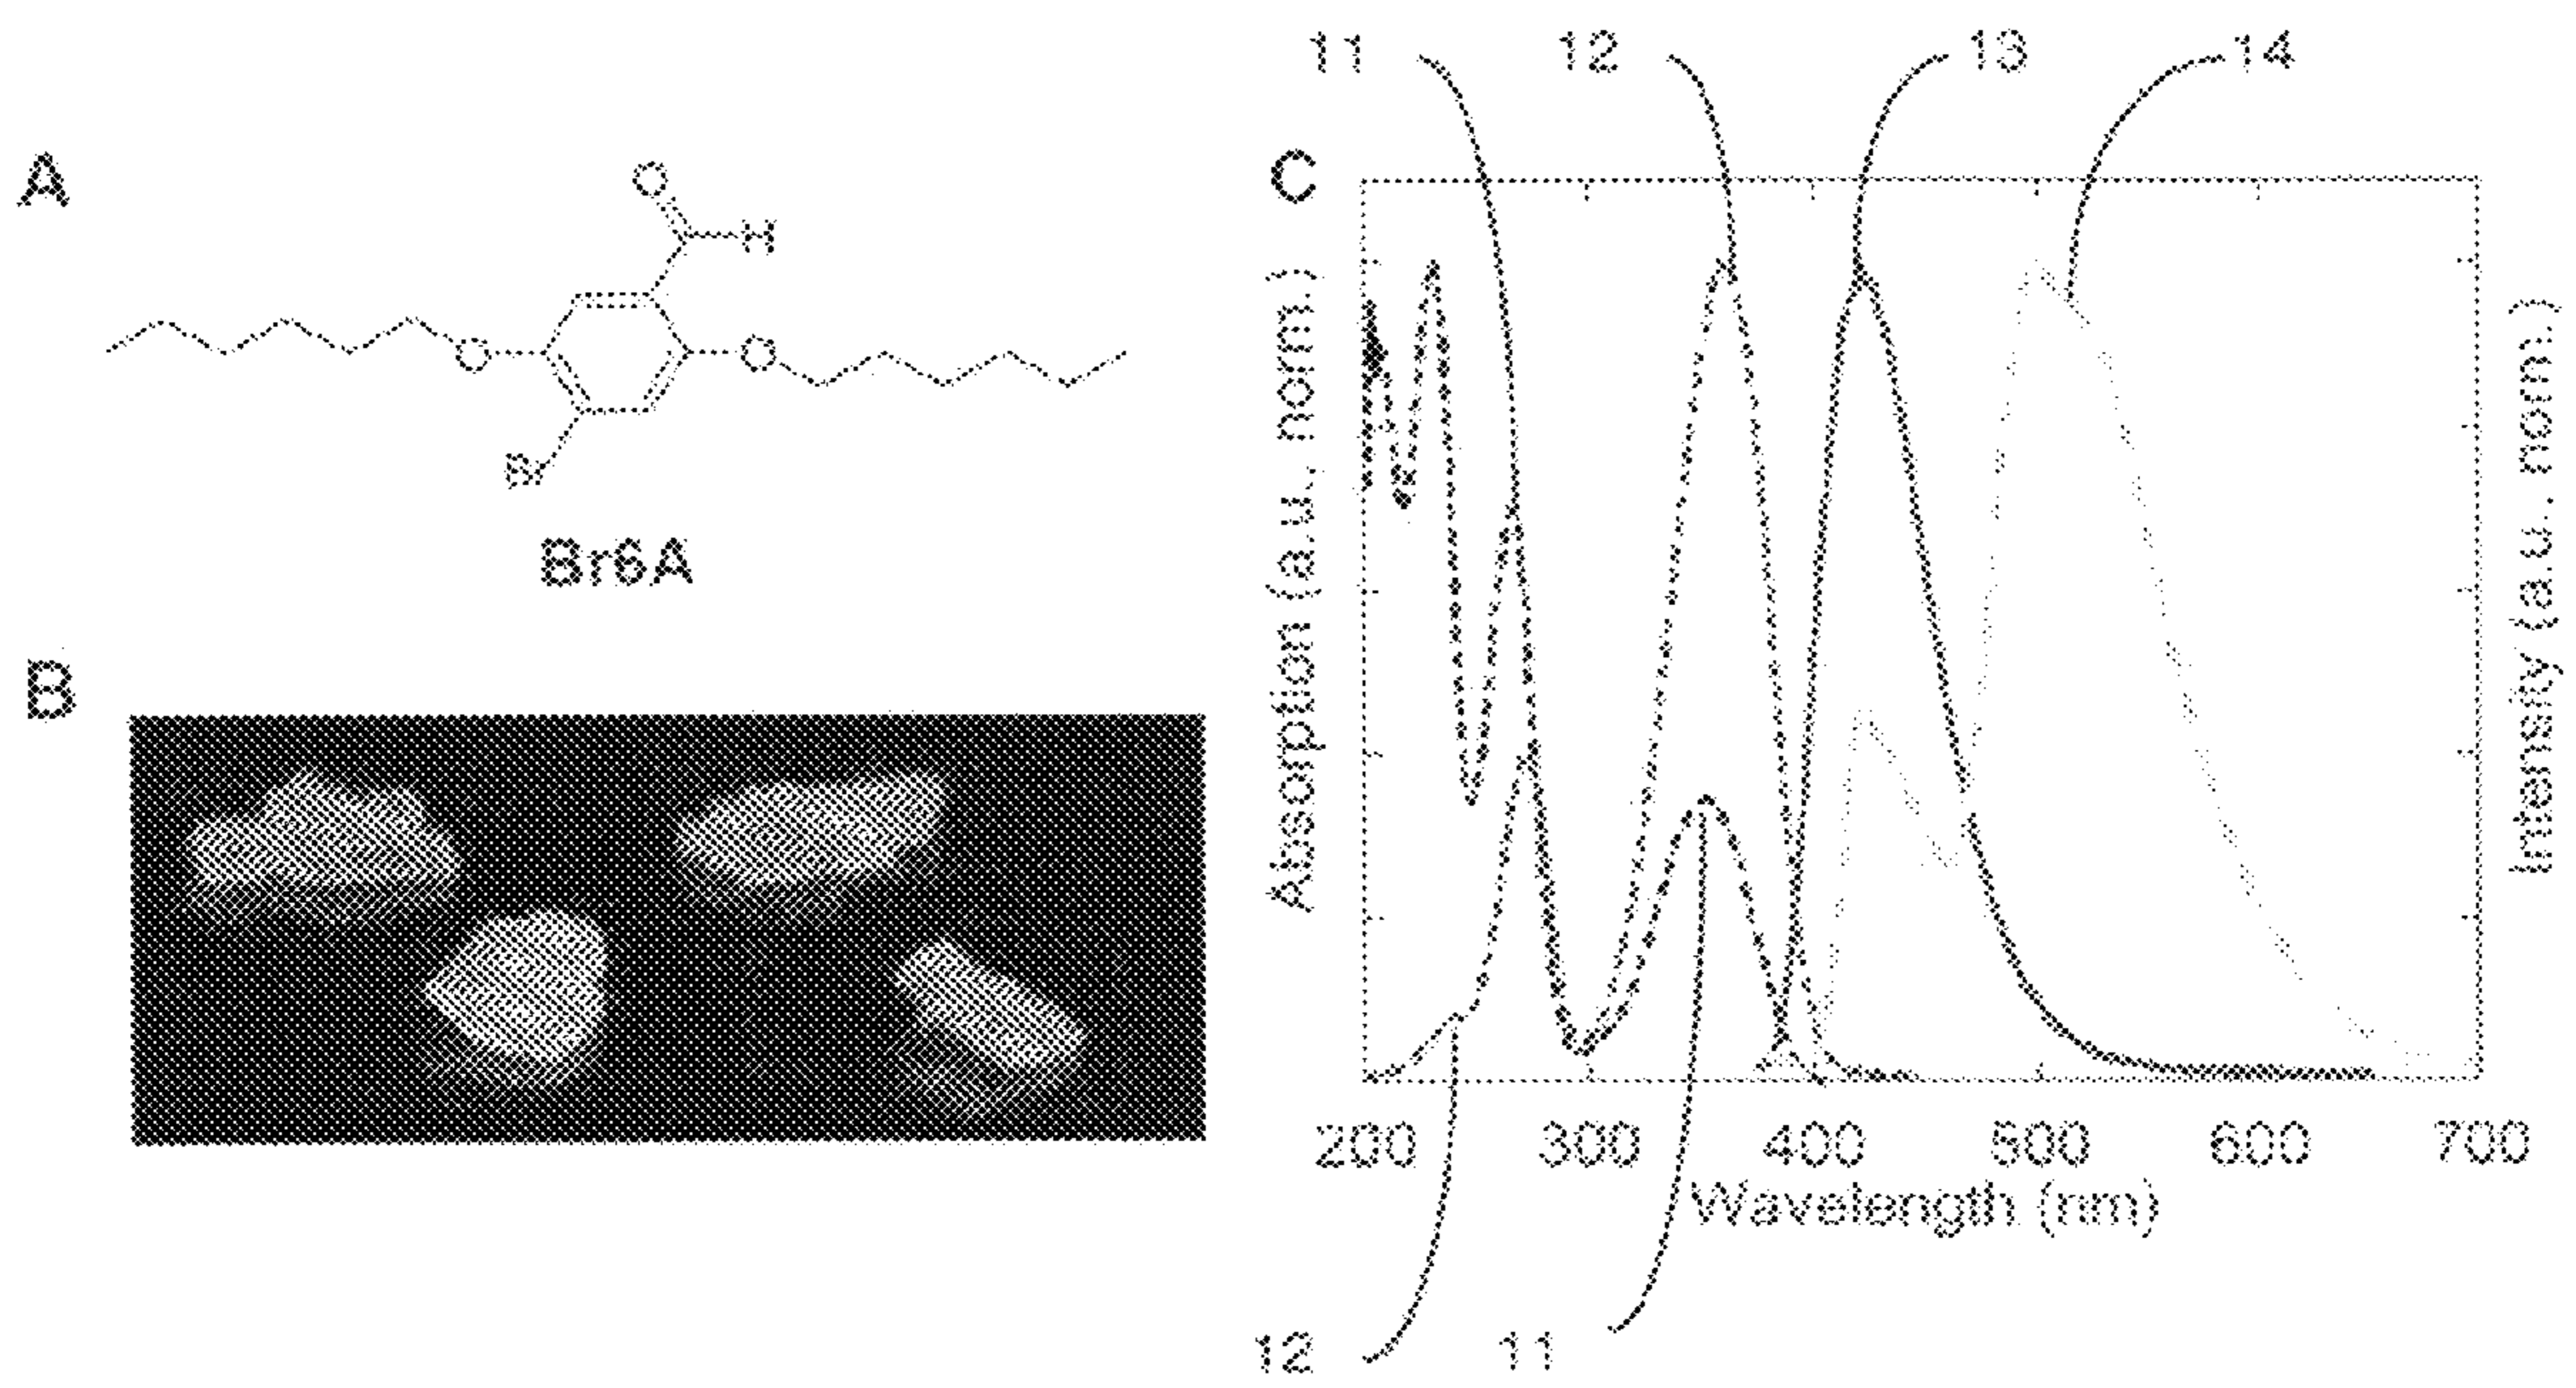 11
12
13
14
A
O
H
O
O
Br
Br6A
B
C
Absorption (a.u. norm.)
Intensity (a.u. norm.)
200
300
400
500
600
700
Wavelength (nm)
12
11